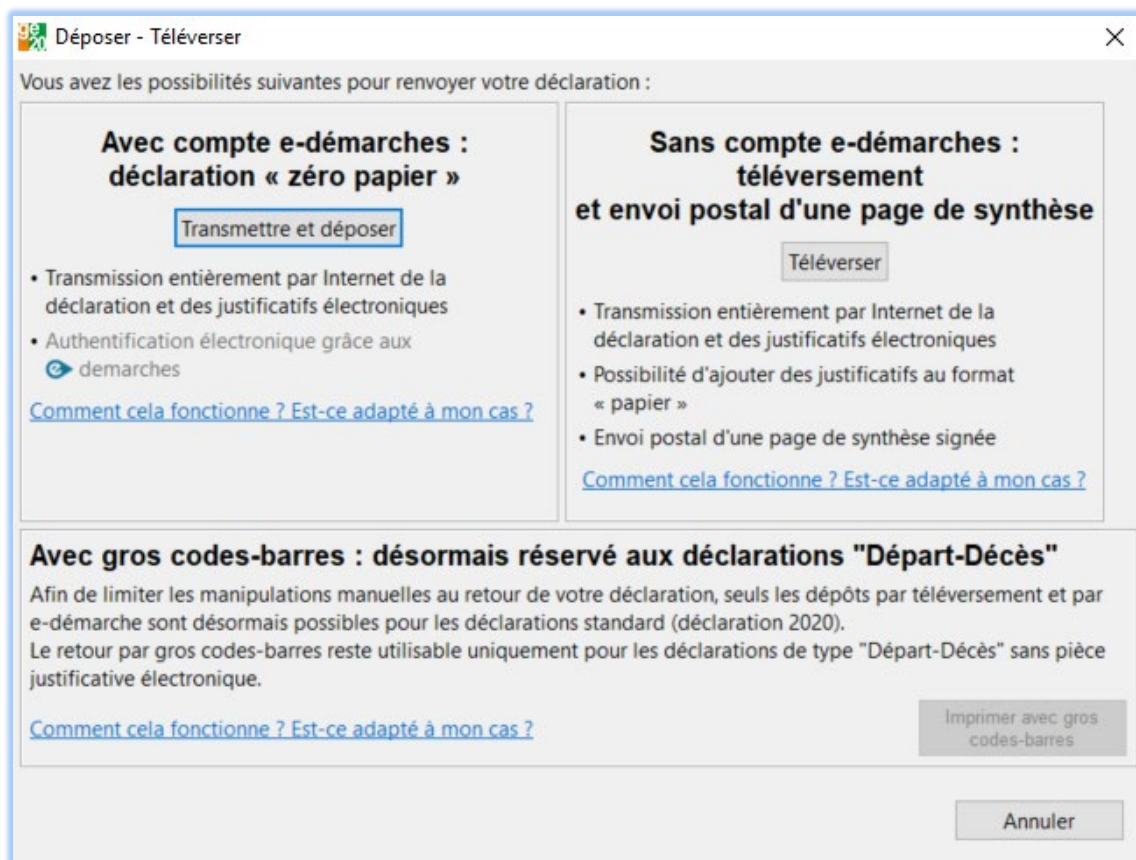 ge20
Déposer - Téléverser
Vous avez les possibilités suivantes pour renvoyer votre déclaration :
Avec compte e-démarches :
déclaration « zéro papier »
Transmettre et déposer
• Transmission entièrement par Internet de la
déclaration et des justificatifs électroniques
• Authentification électronique grâce aux
e demarches
Comment cela fonctionne ? Est-ce adapté à mon cas ?
Sans compte e-démarches :
téléversement
et envoi postal d'une page de synthèse
Téléverser
• Transmission entièrement par Internet de la
déclaration et des justificatifs électroniques
• Possibilité d'ajouter des justificatifs au format
« papier »
• Envoi postal d'une page de synthèse signée
Comment cela fonctionne ? Est-ce adapté à mon cas ?
Avec gros codes-barres : désormais réservé aux déclarations "Départ-Décès"
Afin de limiter les manipulations manuelles au retour de votre déclaration, seuls les dépôts par téléversement et par
e-démarche sont désormais possibles pour les déclarations standard (déclaration 2020).
Le retour par gros codes-barres reste utilisable uniquement pour les déclarations de type "Départ-Décès" sans pièce
justificative électronique.
Comment cela fonctionne ? Est-ce adapté à mon cas ?
Imprimer avec gros
codes-barres
Annuler